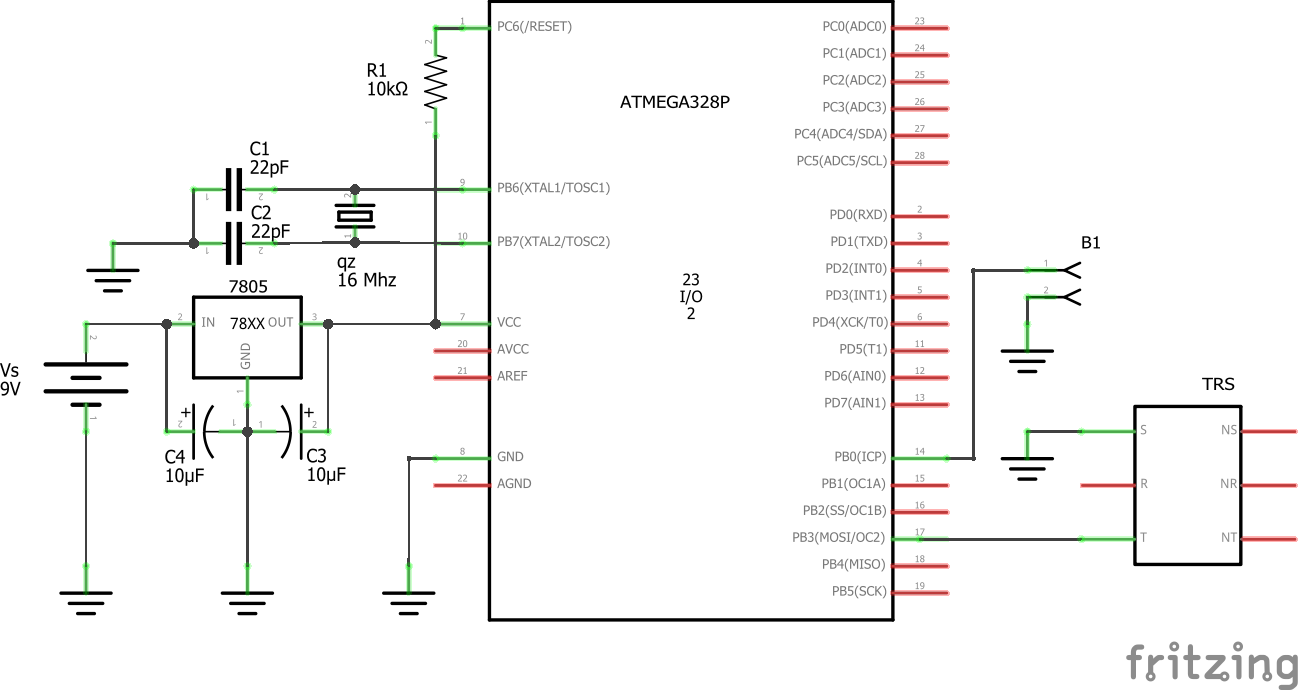 1
PC6(/RESET)
PC0(ADC0)
23
PC1(ADC1)
24
PC2(ADC2)
25
PC3(ADC3)
26
PC4(ADC4/SDA)
27
PC5(ADC5/SCL)
28
2
R1
10kΩ
1
ATMEGA328P
C1
22pF
1
2
9
PB6(XTAL1/TOSC1)
2
C2
22pF
1
2
1
10
PB7(XTAL2/TOSC2)
qz
16 Mhz
PD0(RXD)
2
PD1(TXD)
3
PD2(INT0)
4
PD3(INT1)
5
PD4(XCK/T0)
6
PD5(T1)
11
PD6(AIN0)
12
PD7(AIN1)
13
23
I/O
2
B1
1
2
7805
2
IN
78XX
OUT
3
GND
1
7
VCC
20
AVCC
21
AREF
Vs
9V
2
1
+
2
1
C4
10µF
1
2
+
C3
10µF
8
GND
22
AGND
PB0(ICP)
14
PB1(OC1A)
15
PB2(SS/OC1B)
16
PB3(MOSI/OC2)
17
PB4(MISO)
18
PB5(SCK)
19
TRS
S
NS
R
NR
T
NT
fritzing